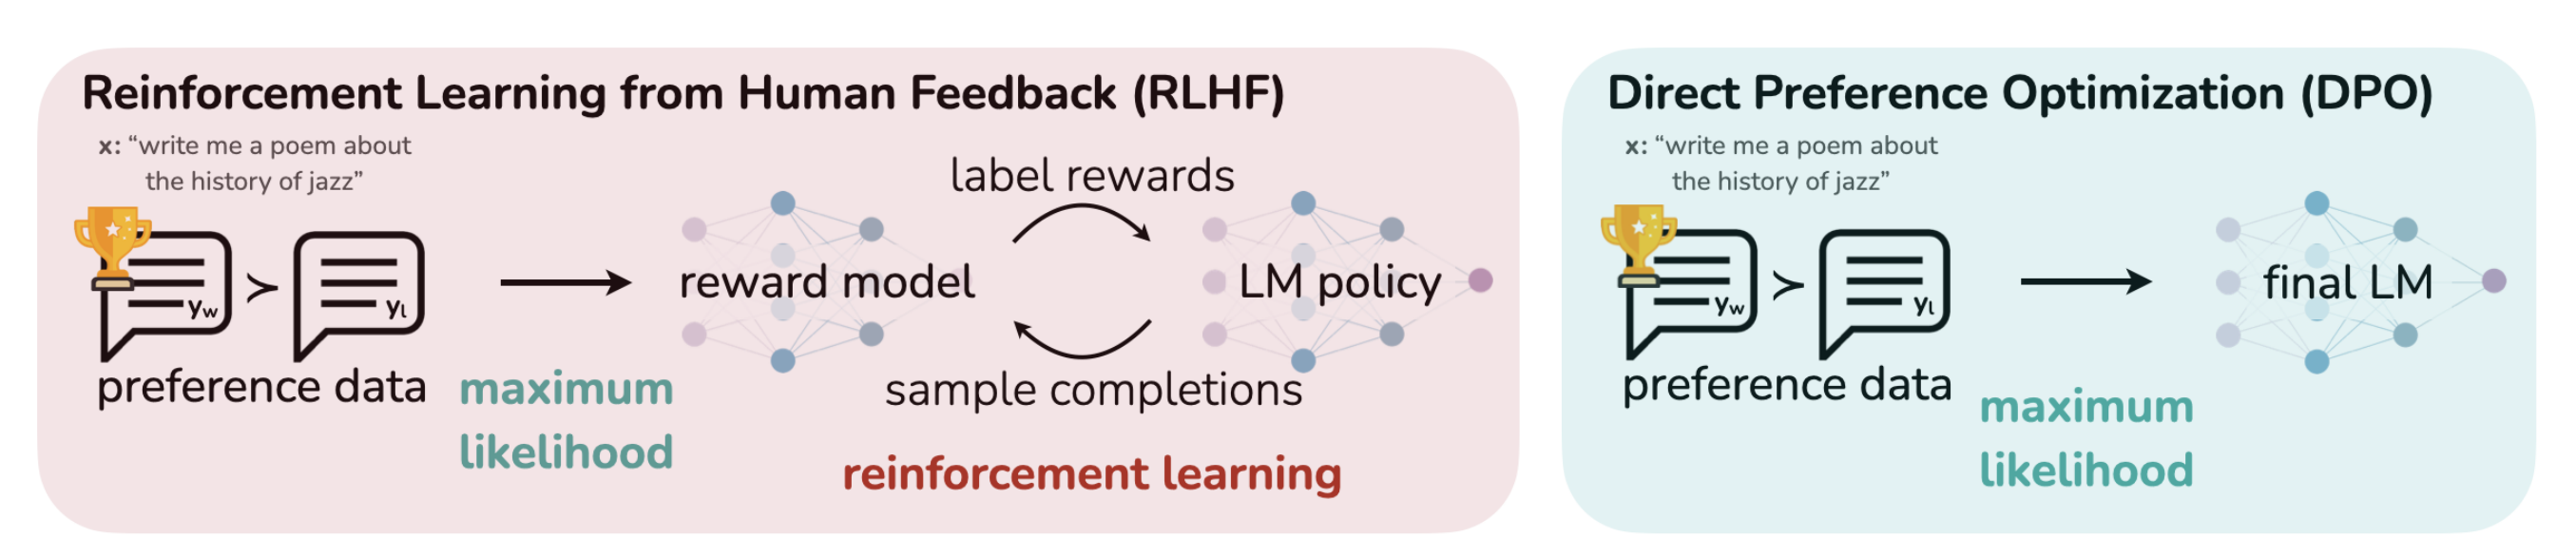 Reinforcement Learning from Human Feedback (RLHF)
x: “write me a poem about
the history of jazz”
label rewards
y_w
≻
y_l
reward model
LM policy
preference data
maximum
likelihood
sample completions
reinforcement learning
Direct Preference Optimization (DPO)
x: “write me a poem about
the history of jazz”
y_w
≻
y_l
final LM
preference data
maximum
likelihood